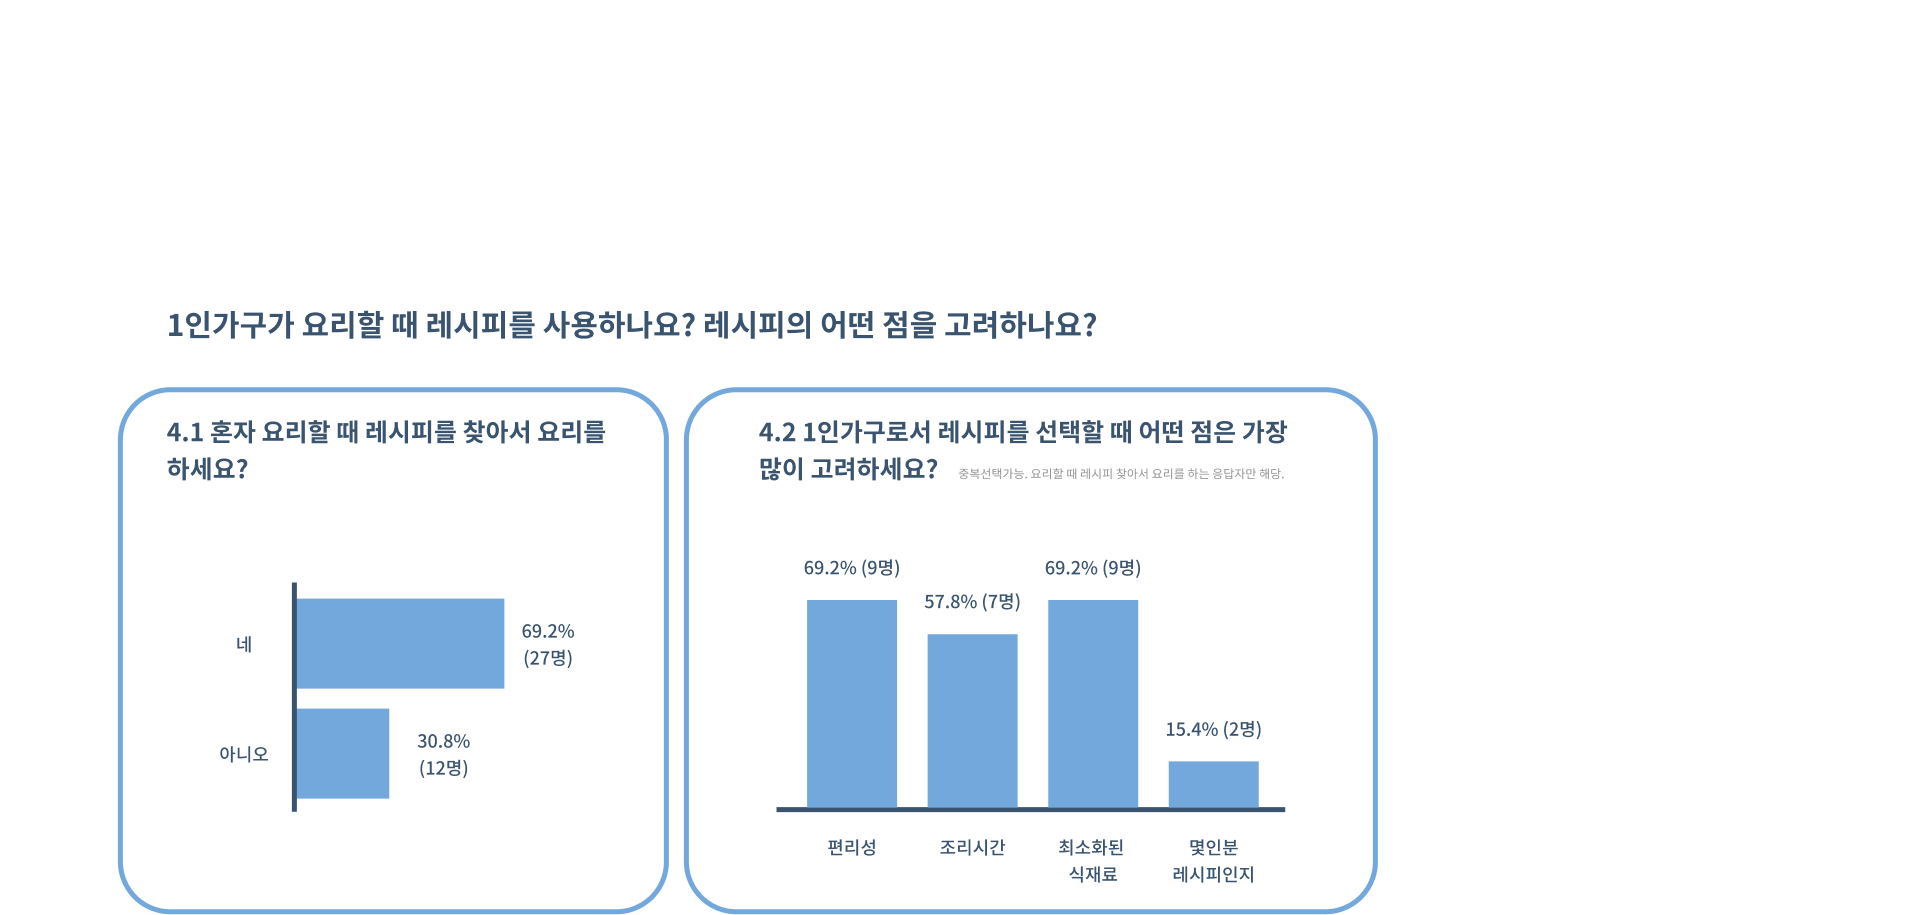 1인가구가 요리할 때 레시피를 사용하나요? 레시피의 어떤 점을 고려하나요?
4.1 혼자 요리할 때 레시피를 찾아서 요리를
하세요?
네
69.2%
(27명)
아니오
30.8%
(12명)
4.2 1인가구로서 레시피를 선택할 때 어떤 점은 가장
많이 고려하세요? 중복선택가능. 요리할 때 레시피 찾아서 요리를 하는 응답자만 해당.
69.2% (9명)
57.8% (7명)
69.2% (9명)
15.4% (2명)
편리성
조리시간
최소화된
식재료
몇인분
레시피인지